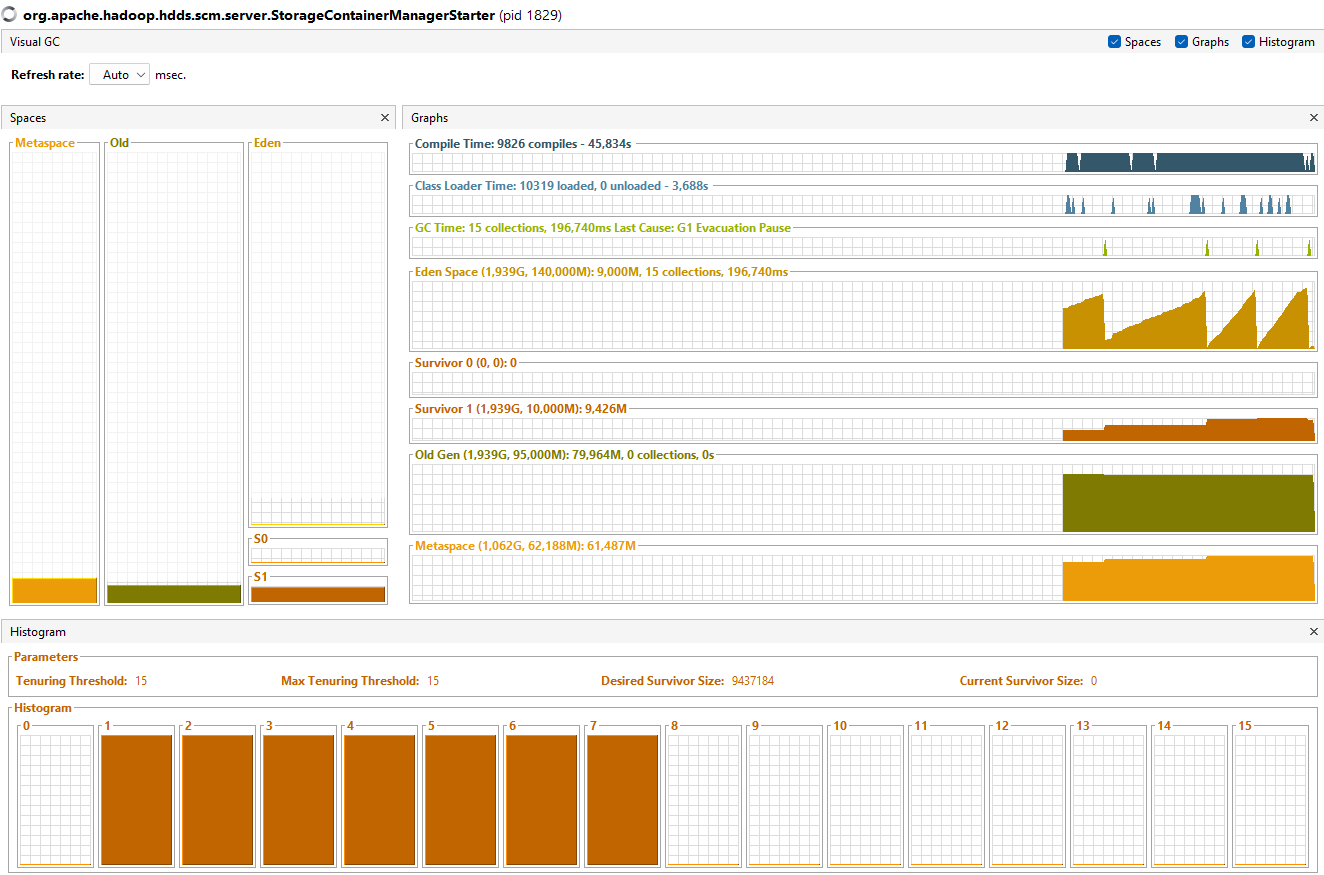 org.apache.hadoop.hdds.scm.server.StorageContainerManagerStarter (pid 1829)
Visual GC
Spaces Graphs Histogram
Refresh rate: Auto msec.
Spaces
Metaspace
Old
Eden
S0
S1
Graphs
Compile Time: 9826 compiles - 45,834s
Class Loader Time: 10319 loaded, 0 unloaded - 3,688s
GC Time: 15 collections, 196,740ms Last Cause: G1 Evacuation Pause
Eden Space (1,939G, 140,000M): 9,000M, 15 collections, 196,740ms
Survivor 0 (0, 0): 0
Survivor 1 (1,939G, 10,000M): 9,426M
Old Gen (1,939G, 95,000M): 79,964M, 0 collections, 0s
Metaspace (1,062G, 62,188M): 61,487M
Histogram
Parameters
Tenuring Threshold: 15 Max Tenuring Threshold: 15 Desired Survivor Size: 9437184 Current Survivor Size: 0
Histogram
0 1 2 3 4 5 6 7 8 9 10 11 12 13 14 15